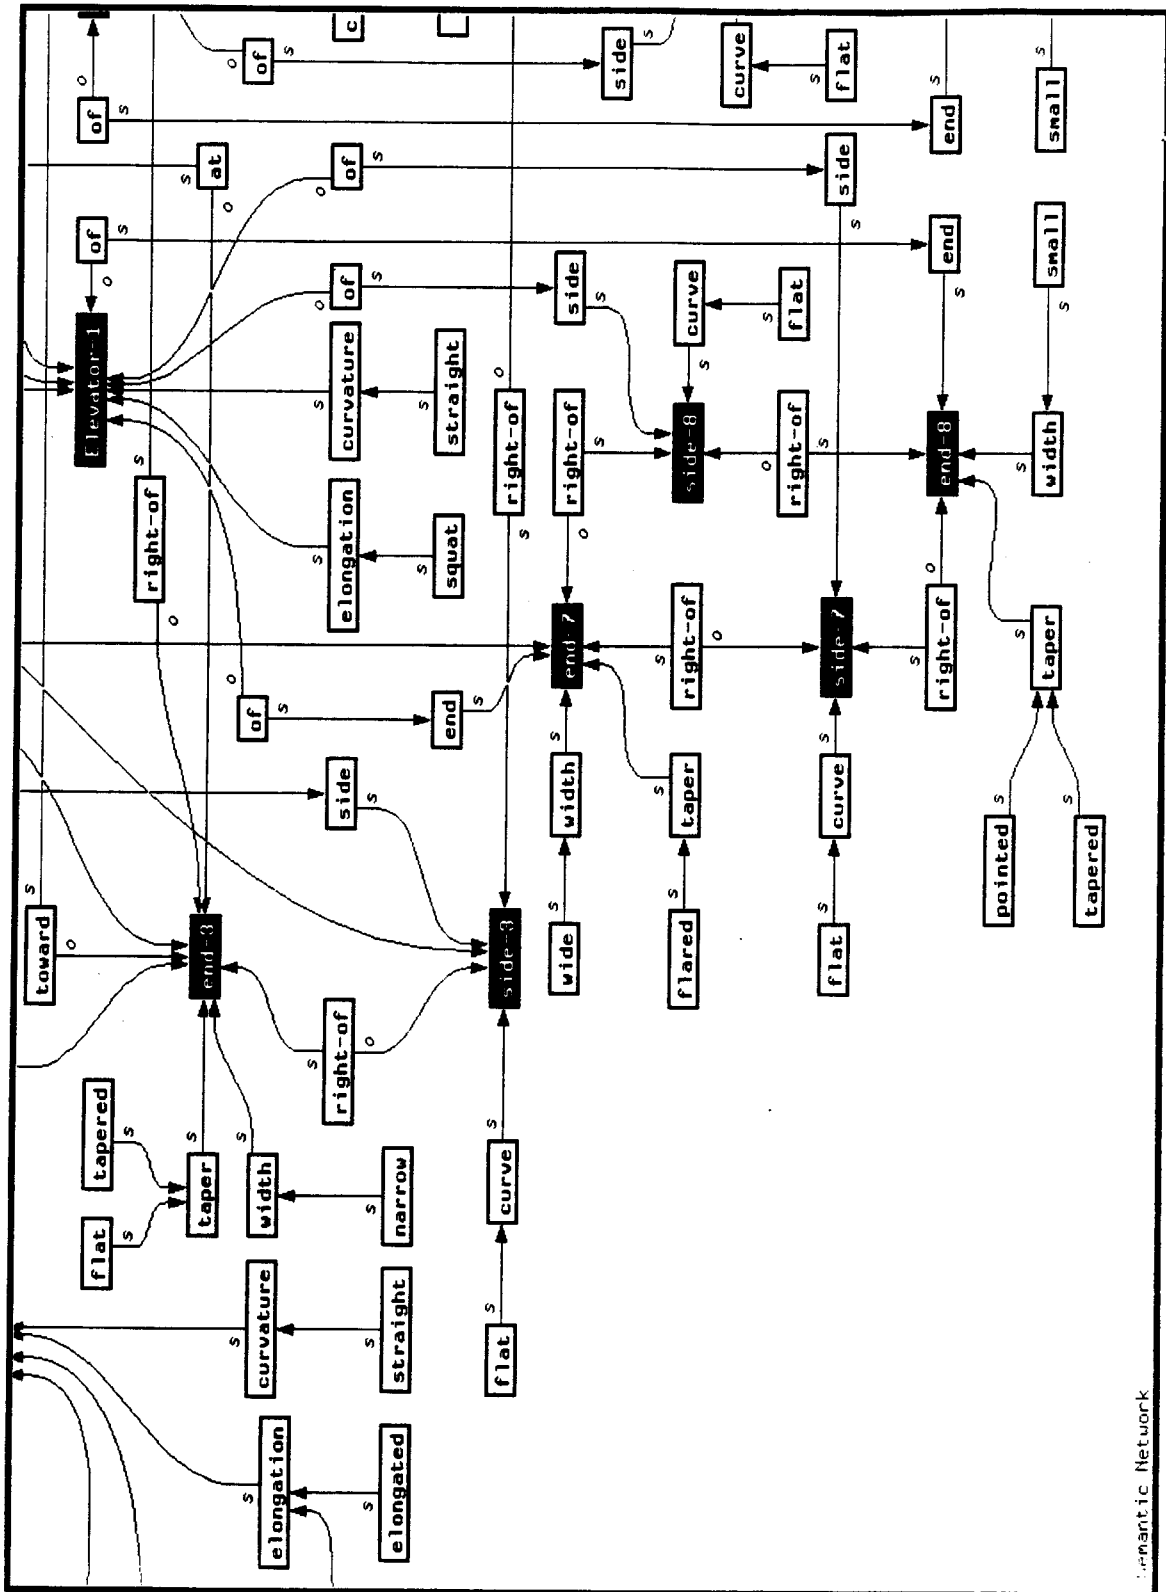 s
toward
o
flat tapered Elevator-1 of of
s s o s s o
right-of s
o
taper s end-3 at s
s s s o o o
elongation curvature width of of
s s
s s s o o
right-of side elongation curvature of of c
s s s o s s s
elongated straight narrow
s s
end squat straight
s
s s o
flat curve side-3 right-of
s
s s
wide width end-7 right-of side
o s s
side
s
s s s
flared taper right-of side-8 curve
s
o
curve
o s
right-of flat
s
s s s
flat curve side-7 side flat
s
s
o s
right-of end-8 end end
s
pointed
s
s s s
taper width small small
s s
tapered
emantic Network